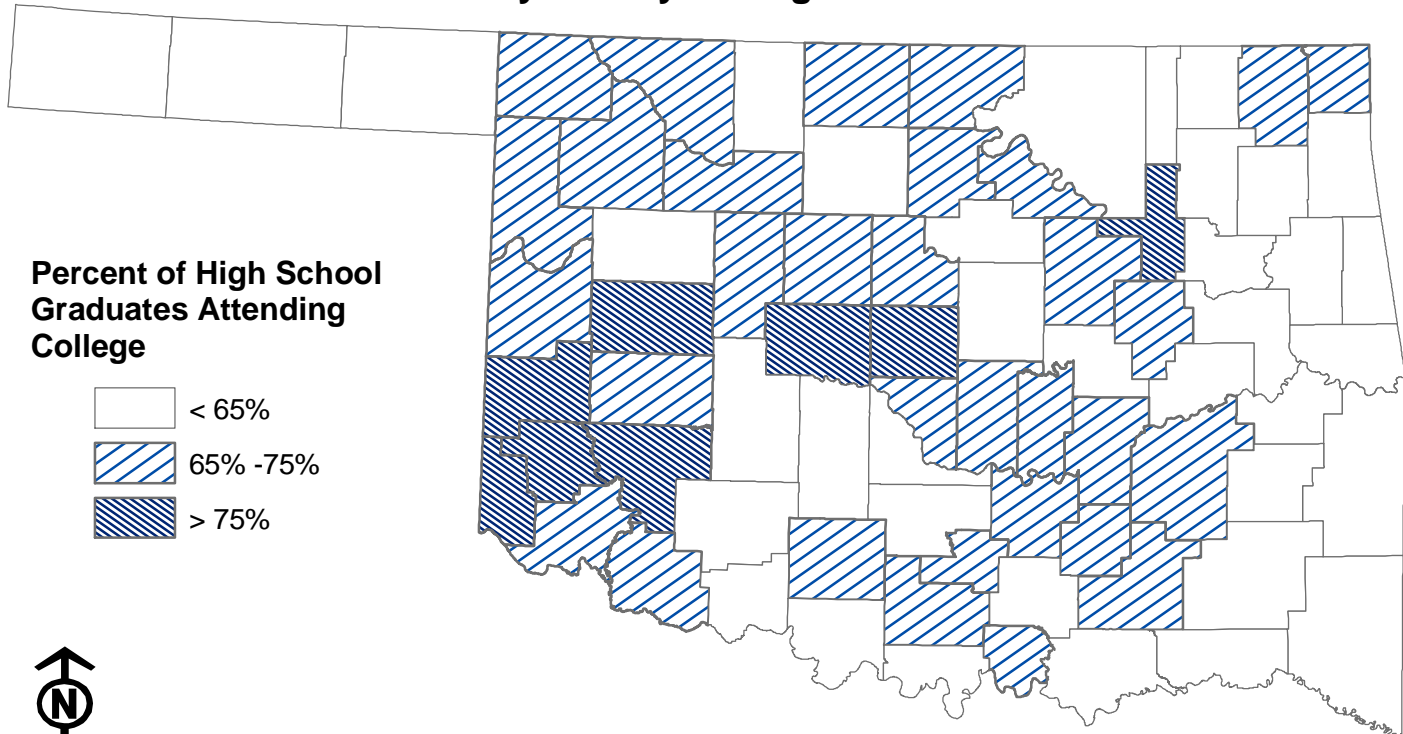 Percent of High School
Graduates Attending
College
< 65%
65% -75%
> 75%
N